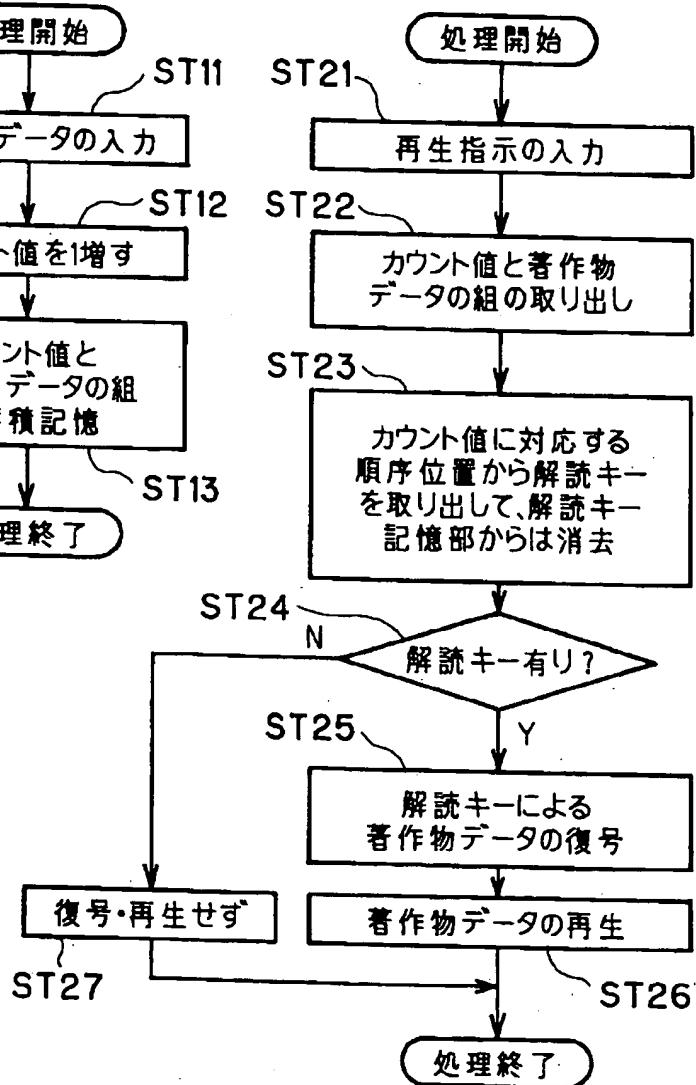 理開始
ST11
データの入力
ST12
ト値を1増す
ント値と
データの組
積記憶
ST13
理終了
処理開始
ST21
再生指示の入力
ST22
カウント値と著作物
データの組の取り出し
ST23
カウント値に対応する
順序位置から解読キー
を取り出して、解読キー
記憶部からは消去
ST24
N
解読キー有り?
Y
ST25
解読キーによる
著作物データの復号
復号・再生せず
ST27
著作物データの再生
ST26
処理終了